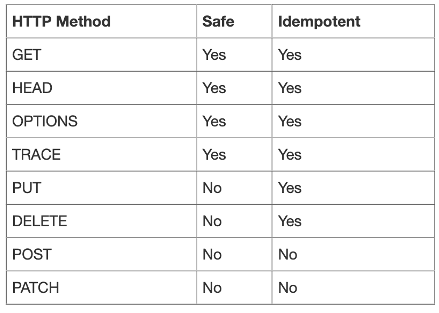 HTTP Method Safe Idempotent
GET Yes Yes
HEAD Yes Yes
OPTIONS Yes Yes
TRACE Yes Yes
PUT No Yes
DELETE No Yes
POST No No
PATCH No No